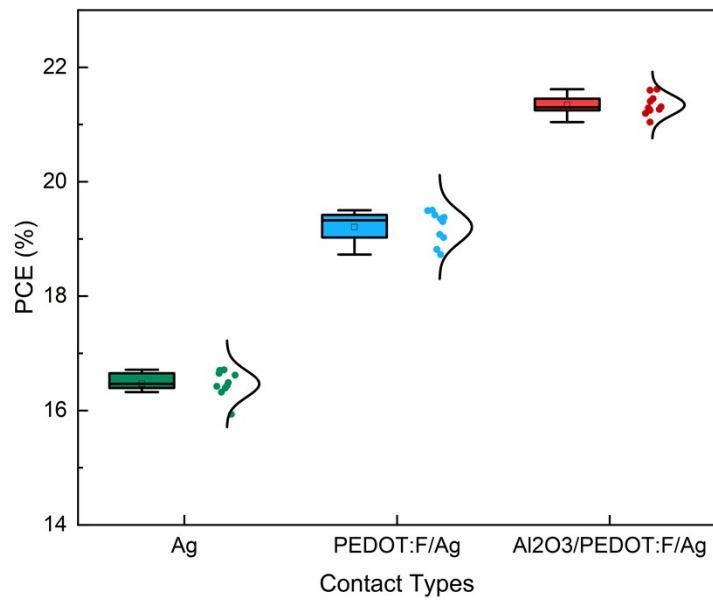 PCE (%)
22
20
18
16
14
Ag PEDOT:F/Ag Al2O3/PEDOT:F/Ag
Contact Types